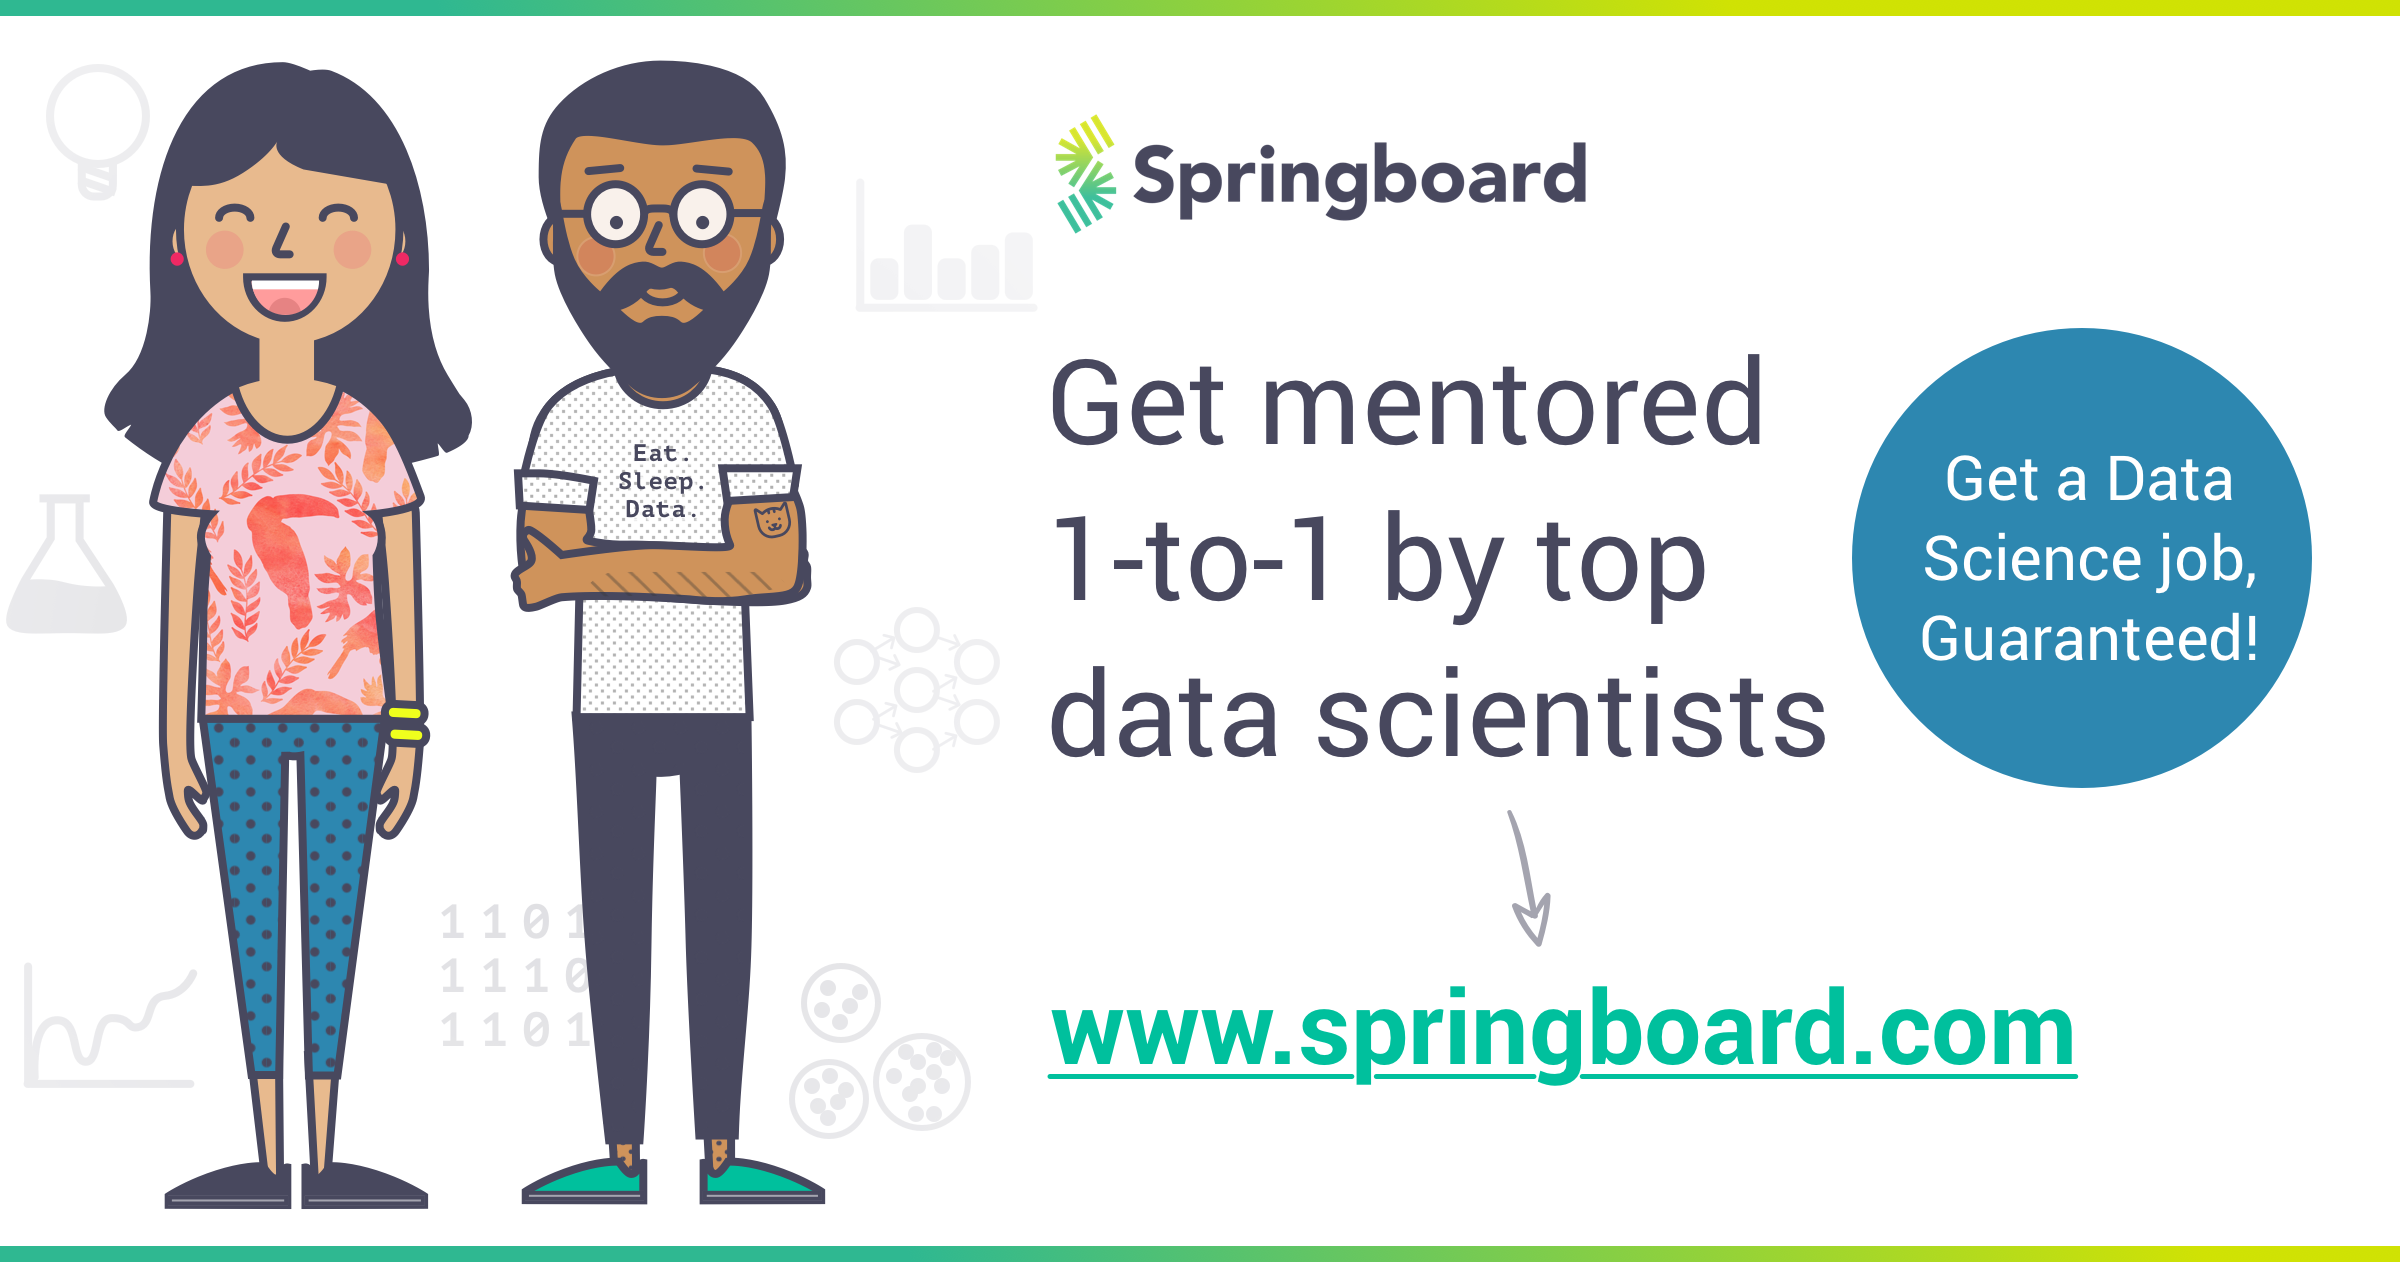 Springboard
Get mentored
1-to-1 by top
data scientists
Get a Data
Science job,
Guaranteed!
www.springboard.com
Eat.
Sleep.
Data.
1101
1110
1101